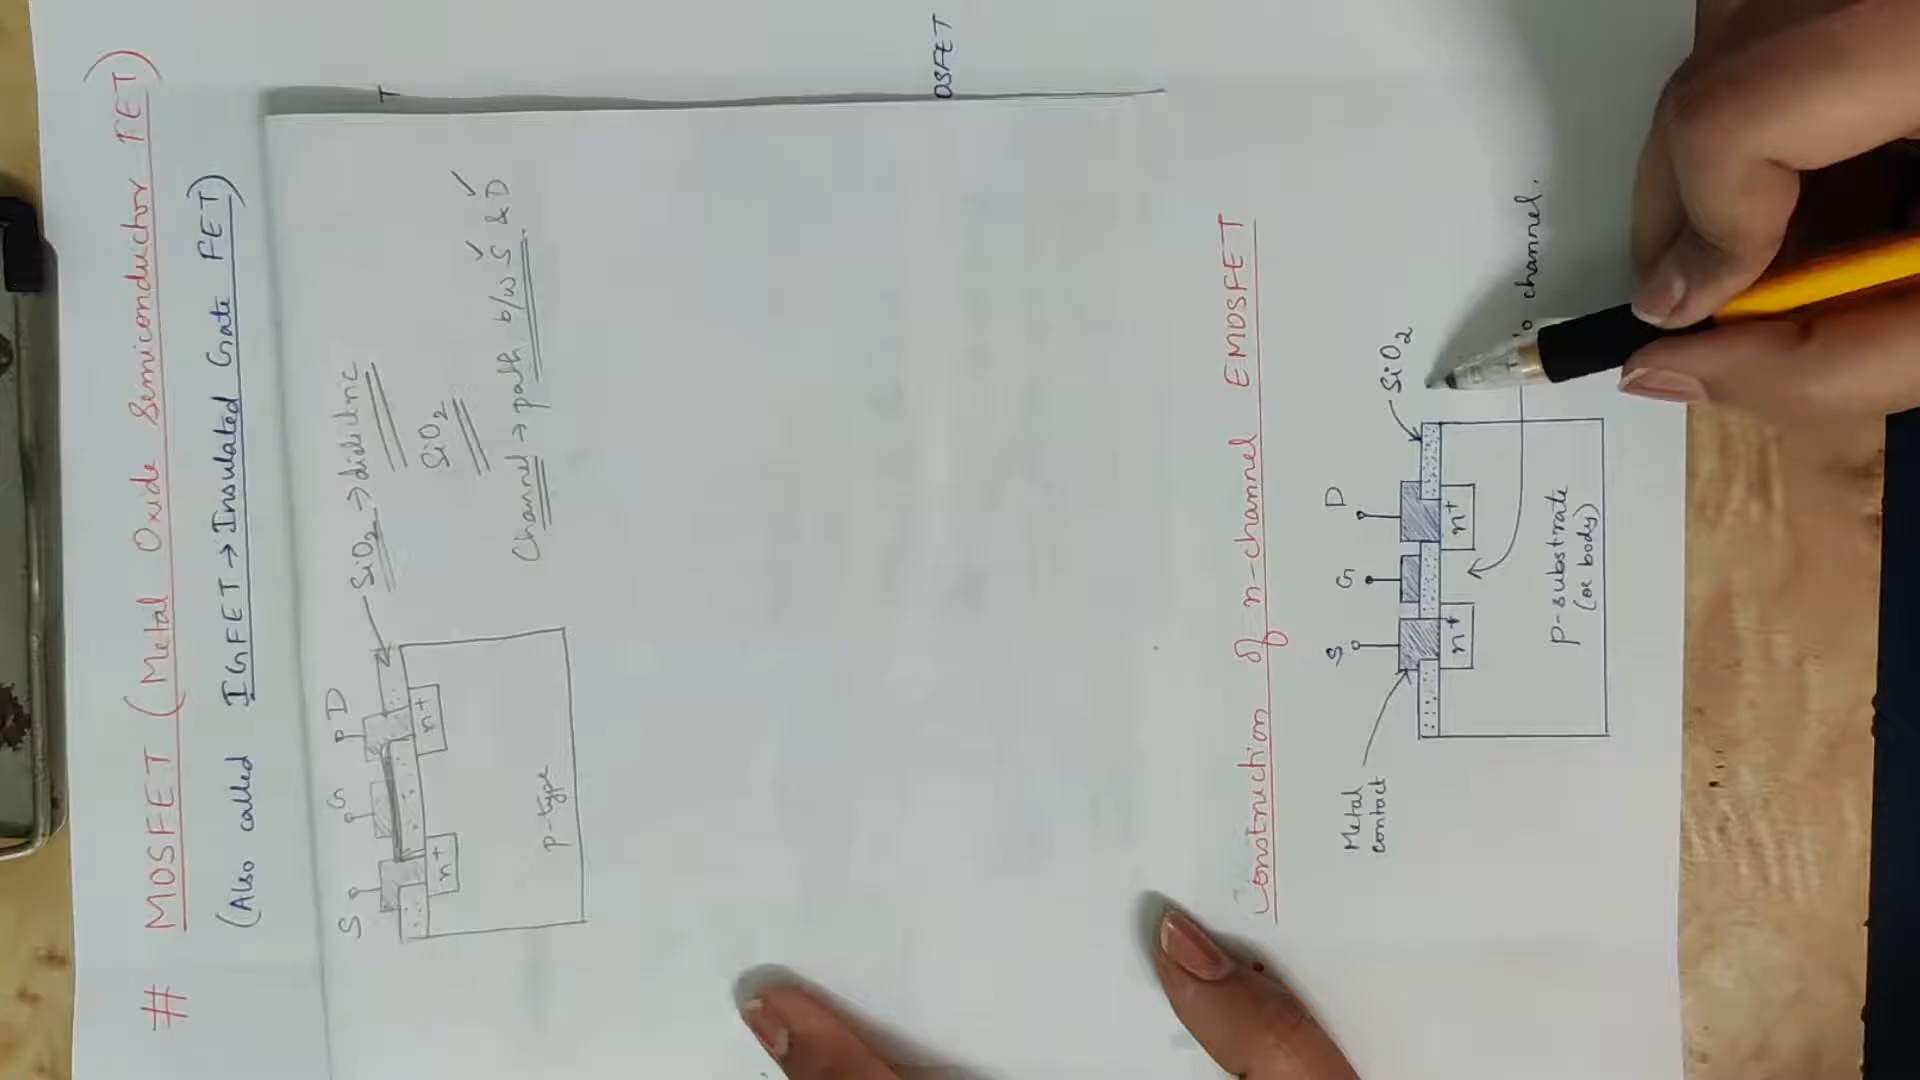 # MOSFET (Metal Oxide Semiconductor FET)
(Also called IGFET → Insulated Gate FET)
T
OSFET
S G D
SiO2 → dielectric
SiO2
n+ n+
Channel → path b/w S & D
p-type
Construction of n-channel EMOSFET
S G D
SiO2
Metal
contact
n+ n+
channel.
p-substrate
(or body)